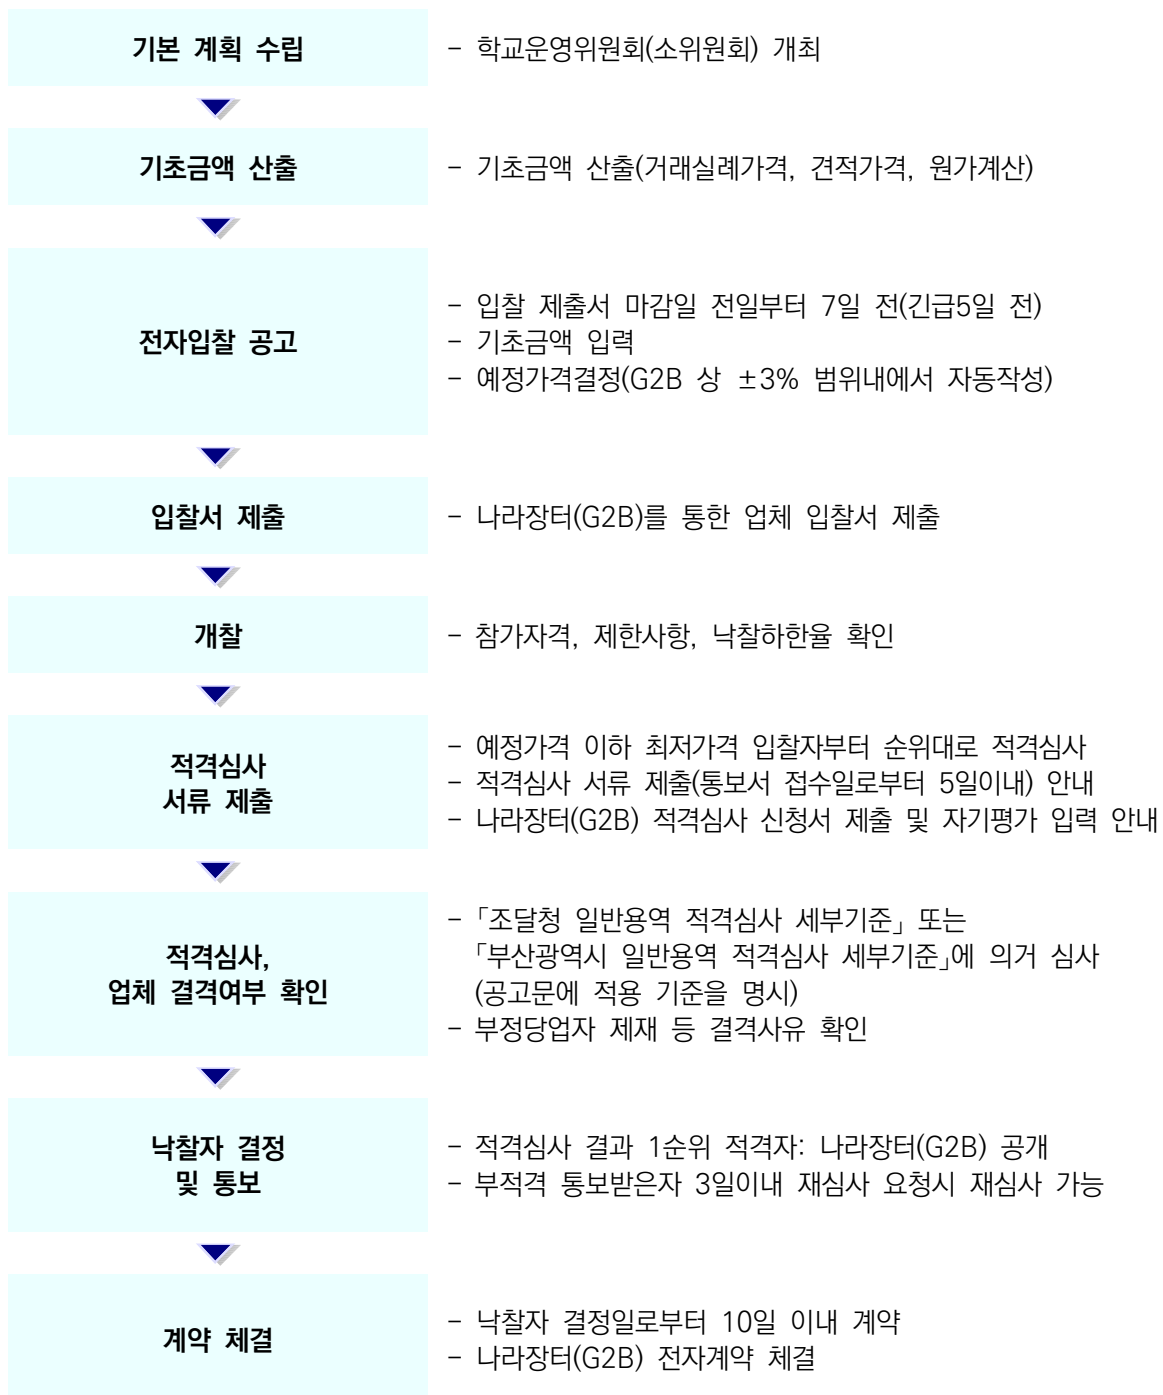 기본 계획 수립
- 학교운영위원회(소위원회) 개최
기초금액 산출
- 기초금액 산출(거래실례가격, 견적가격, 원가계산)
전자입찰 공고
- 입찰 제출서 마감일 전일부터 7일 전(긴급5일 전)
- 기초금액 입력
- 예정가격결정(G2B 상 ±3% 범위내에서 자동작성)
입찰서 제출
- 나라장터(G2B)를 통한 업체 입찰서 제출
개찰
- 참가자격, 제한사항, 낙찰하한율 확인
적격심사
서류 제출
- 예정가격 이하 최저가격 입찰자부터 순위대로 적격심사
- 적격심사 서류 제출(통보서 접수일로부터 5일이내) 안내
- 나라장터(G2B) 적격심사 신청서 제출 및 자기평가 입력 안내
적격심사,
업체 결격여부 확인
-「조달청 일반용역 적격심사 세부기준」 또는
「부산광역시 일반용역 적격심사 세부기준」에 의거 심사
(공고문에 적용 기준을 명시)
- 부정당업자 제재 등 결격사유 확인
낙찰자 결정
및 통보
- 적격심사 결과 1순위 적격자: 나라장터(G2B) 공개
- 부적격 통보받은자 3일이내 재심사 요청시 재심사 가능
계약 체결
- 낙찰자 결정일로부터 10일 이내 계약
- 나라장터(G2B) 전자계약 체결